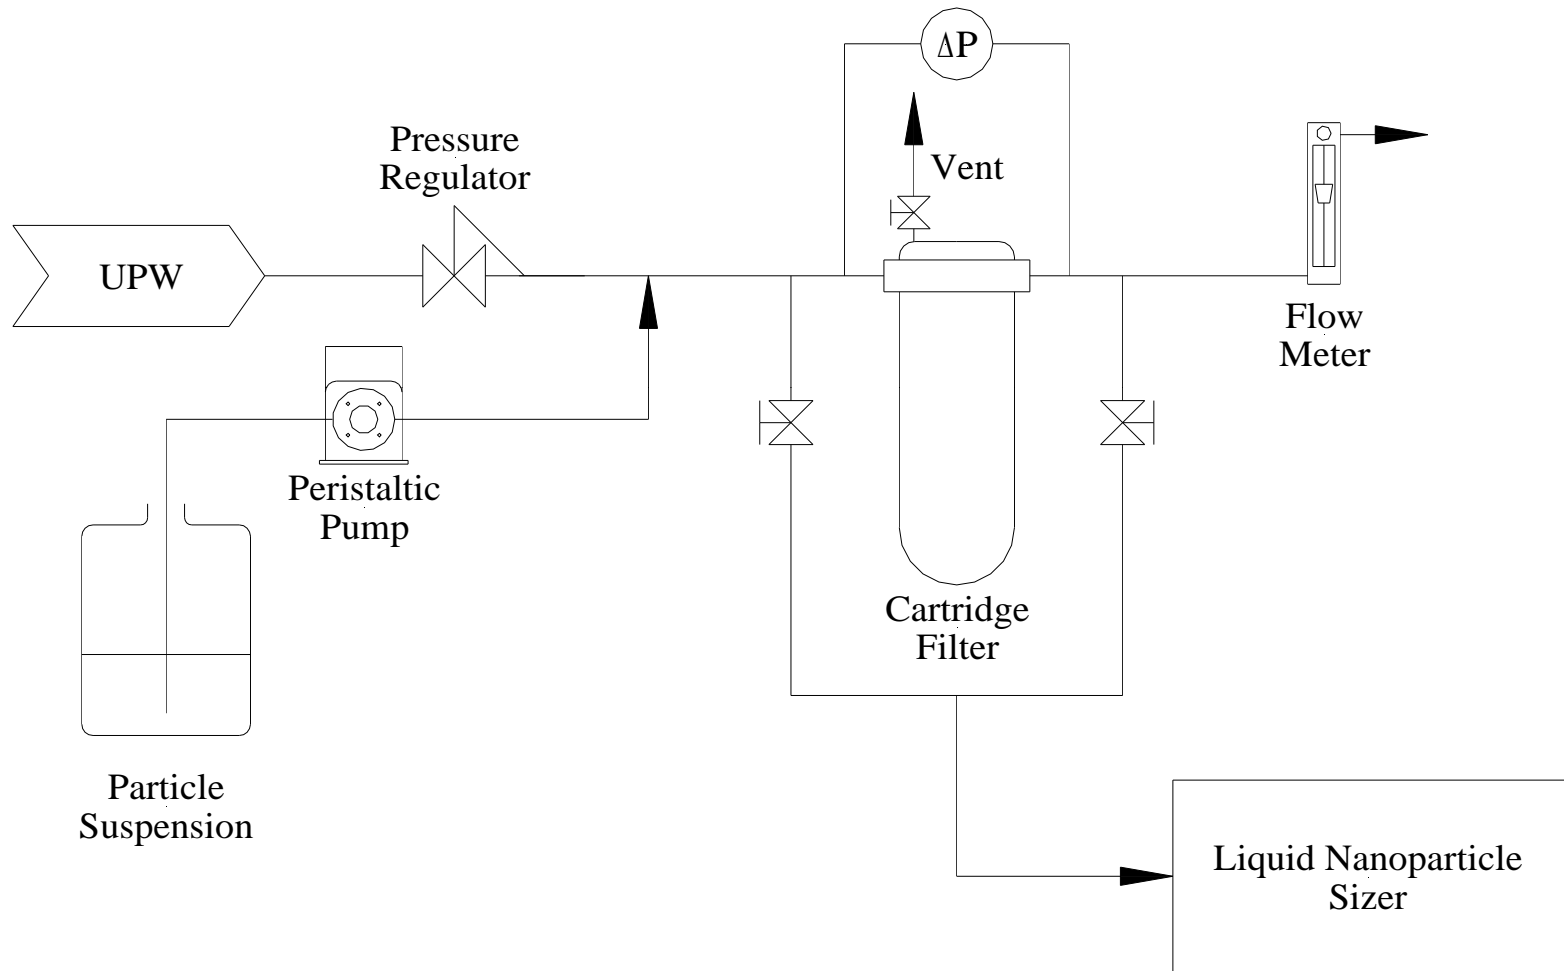 ΔP
Pressure
Regulator
Vent
UPW
Flow
Meter
Peristaltic
Pump
Cartridge
Filter
Particle
Suspension
Liquid Nanoparticle
Sizer